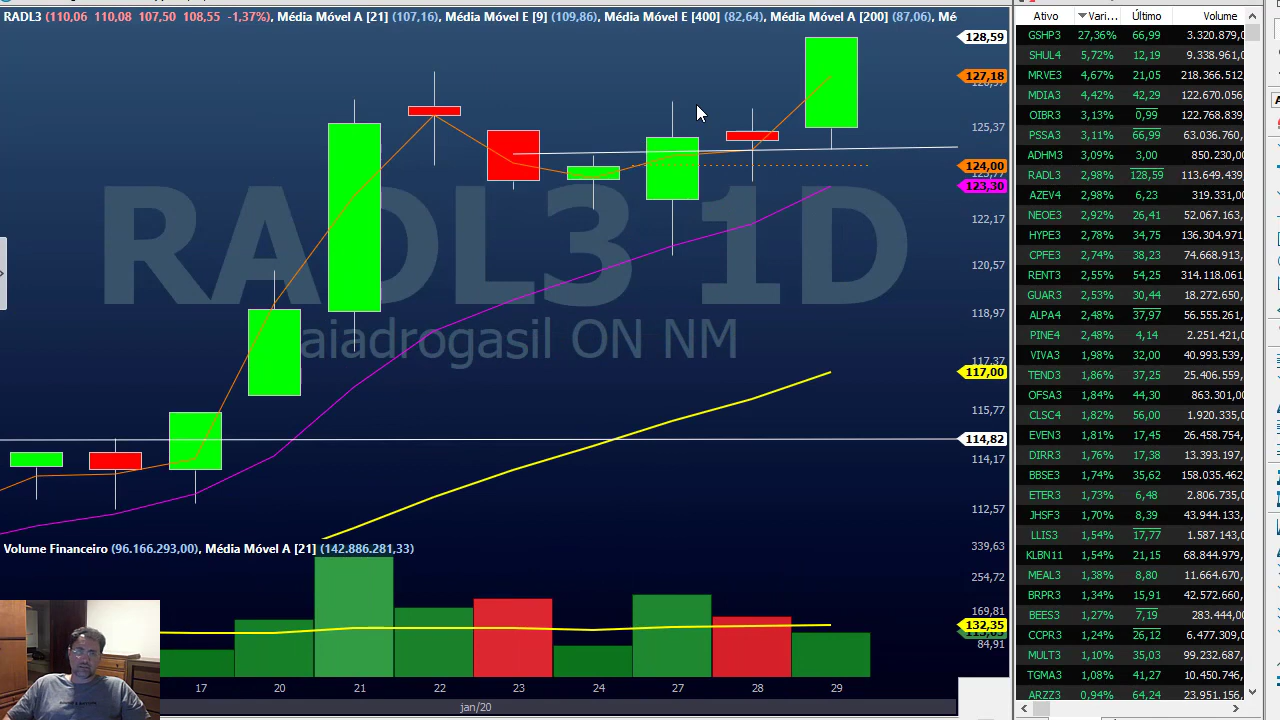 RADL3 (110,06 110,08 107,50 108,55 -1,37%), Média Móvel A [21] (107,16), Média Móvel E [9] (109,86), Média Móvel E [400] (82,64), Média Móvel A [200] (87,06), Mé
128,59
127,18
125,37
124,00
123,30
122,17
120,57
118,97
117,37
117,00
115,77
114,82
114,17
112,57
RADL3 1D
aiadrogasil ON NM
Volume Financeiro (96.166.293,00), Média Móvel A [21] (142.886.281,33)
339,63
254,72
169,81
132,35
84,91
17 20 21 22 23 24 27 28 29
jan/20
Ativo Vari... Último Volume
GSHP3 27,36% 66,99 3.320.879,
SHUL4 5,72% 12,19 9.338.961,
MRVE3 4,67% 21,05 218.366.512,
MDIA3 4,42% 42,29 122.670.056,
OIBR3 3,13% 0,99 122.768.839,
PSSA3 3,11% 66,99 63.036.760,
ADHM3 3,09% 3,00 850.230,00
RADL3 2,98% 128,59 113.649.439,
AZEV4 2,98% 6,23 319.331,00
NEOE3 2,92% 26,41 52.067.163,
HYPE3 2,78% 34,75 136.304.971,
CPFE3 2,74% 38,23 74.668.913,
RENT3 2,55% 54,25 314.118.061,
GUAR3 2,53% 30,44 18.272.650,
ALPA4 2,48% 37,97 56.555.261,
PINE4 2,48% 4,14 2.251.421,0
VIVA3 1,98% 32,00 40.993.539,
TEND3 1,86% 37,25 25.406.559,
OFSA3 1,84% 44,30 863.301,00
CLSC4 1,82% 56,00 1.920.335,0
EVEN3 1,81% 17,45 26.458.754,
DIRR3 1,76% 17,38 13.393.197,
BBSE3 1,74% 35,62 158.035.462,
ETER3 1,73% 6,48 2.806.735,0
JHSF3 1,70% 8,39 43.944.133,
LLIS3 1,54% 17,77 1.587.143,0
KLBN11 1,54% 21,15 68.844.979,
MEAL3 1,38% 8,80 11.664.670,
BRPR3 1,34% 15,91 42.572.660,
BEES3 1,27% 7,19 283.444,00
CCPR3 1,24% 26,12 6.477.309,0
MULT3 1,10% 35,03 99.232.687,
TGMA3 1,08% 41,27 10.450.746,
ARZZ3 0,94% 64,24 23.951.156,